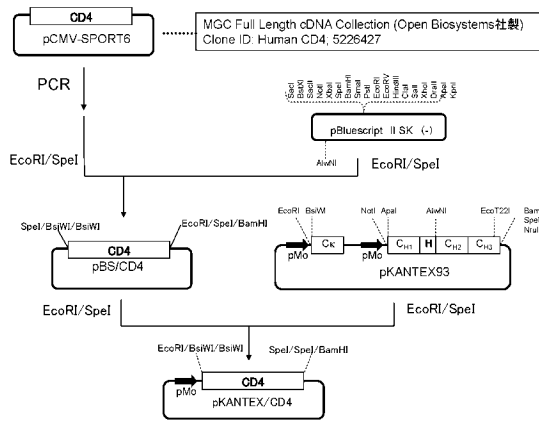 CD4
pCMV-SPORT6
MGC Full Length cDNA Collection (Open Biosystems社製)
Clone ID: Human CD4; 5226427
PCR
SacI
BstXI
SacII
NotI
XbaI
SpeI
BamHI
SmaI
PstI
EcoRI
EcoRV
HindIII
ClaI
SalI
XhoI
DraII
ApaI
KpnI
pBluescript II SK (-)
AlwNI
EcoRI/SpeI
EcoRI/SpeI
SpeI/BsiWI/BsiWI
EcoRI/SpeI/BamHI
CD4
pBS/CD4
EcoRI BsiWI
NotI ApaI
AlwNI
EcoT22I
BamHI
SpeI
NruI
pMo
Cκ
pMo
CH1 H CH2 CH3
pKANTEX93
EcoRI/SpeI
EcoRI/SpeI
EcoRI/BsiWI/BsiWI
SpeI/SpeI/BamHI
pMo
CD4
pKANTEX/CD4